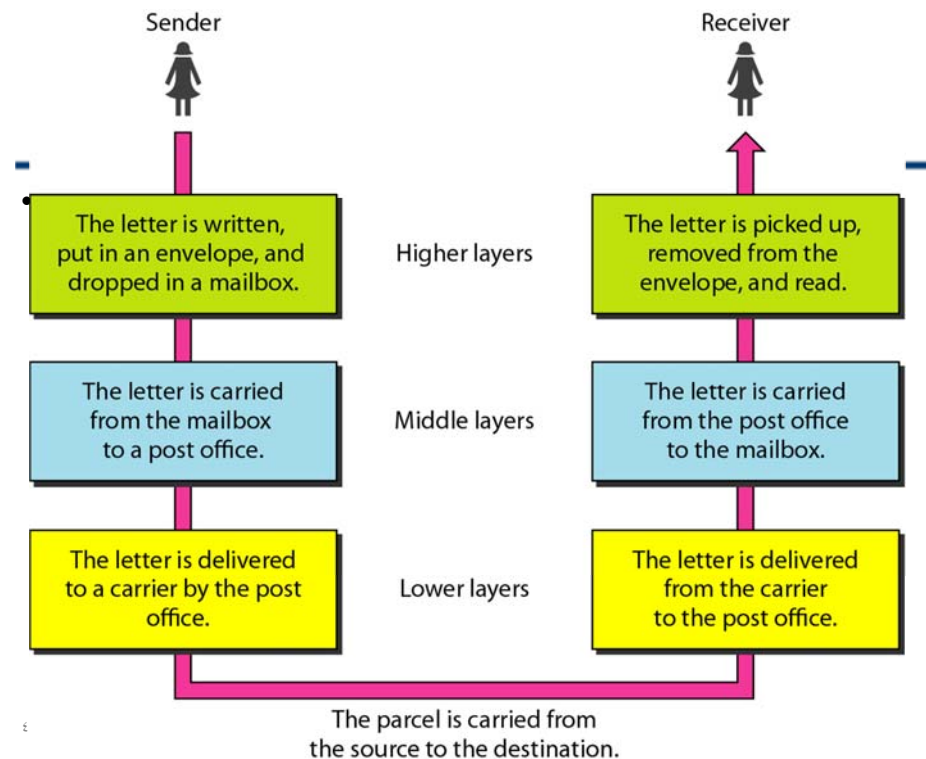 Sender
Receiver
The letter is written,
put in an envelope, and
dropped in a mailbox.
Higher layers
The letter is picked up,
removed from the
envelope, and read.
The letter is carried
from the mailbox
to a post office.
Middle layers
The letter is carried
from the post office
to the mailbox.
The letter is delivered
to a carrier by the post
office.
Lower layers
The letter is delivered
from the carrier
to the post office.
The parcel is carried from
the source to the destination.